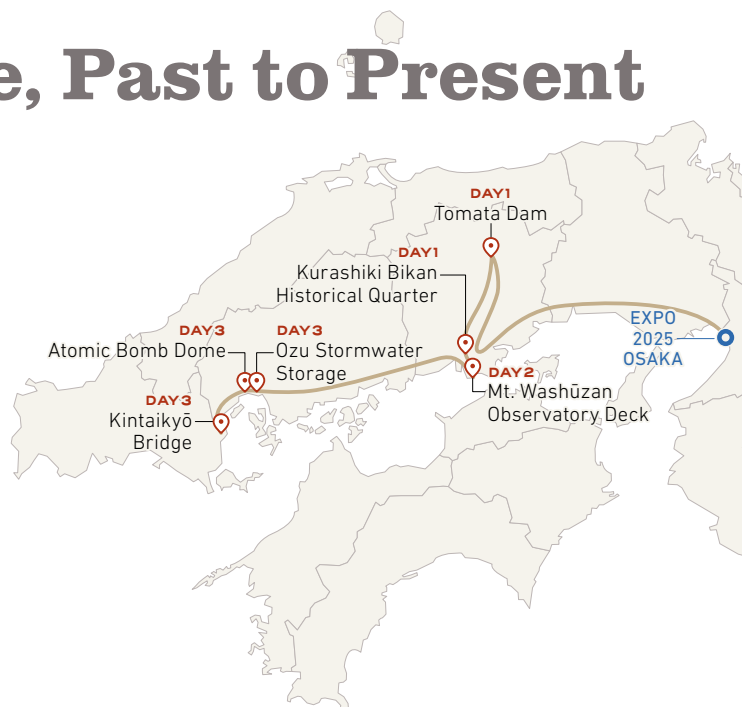 e, Past to Present
DAY1
Tomata Dam
DAY1
Kurashiki Bikan
Historical Quarter
EXPO
2025
OSAKA
DAY3
Atomic Bomb Dome
DAY3
Ozu Stormwater
Storage
DAY2
Mt. Washūzan
Observatory Deck
DAY3
Kintaikyō
Bridge